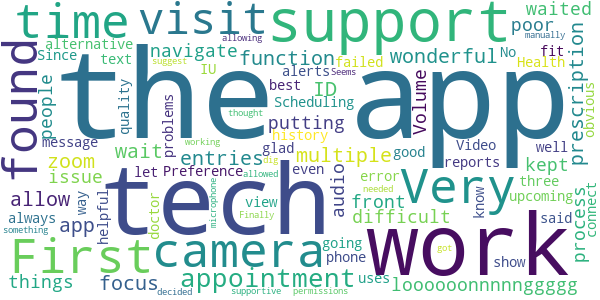 time visit support waited poor
alternative text IU navigate function wonderful No fit
Since allowing alerts failed Health manually
found people the app Volume prescription obvious
quality best Scheduling ID suggest Seems
message problems putting history thought
wait entries multiple glad good Video well
issue zoom let Preference even working reports kept
allow tech audio Very error three
always way app helpful doctor microphone view dig allowed needed difficult front upcoming
First camera going know work process connect
things focus appointment phone uses show said
something decided supportive Finally permissions got loooooonnnnnggggg